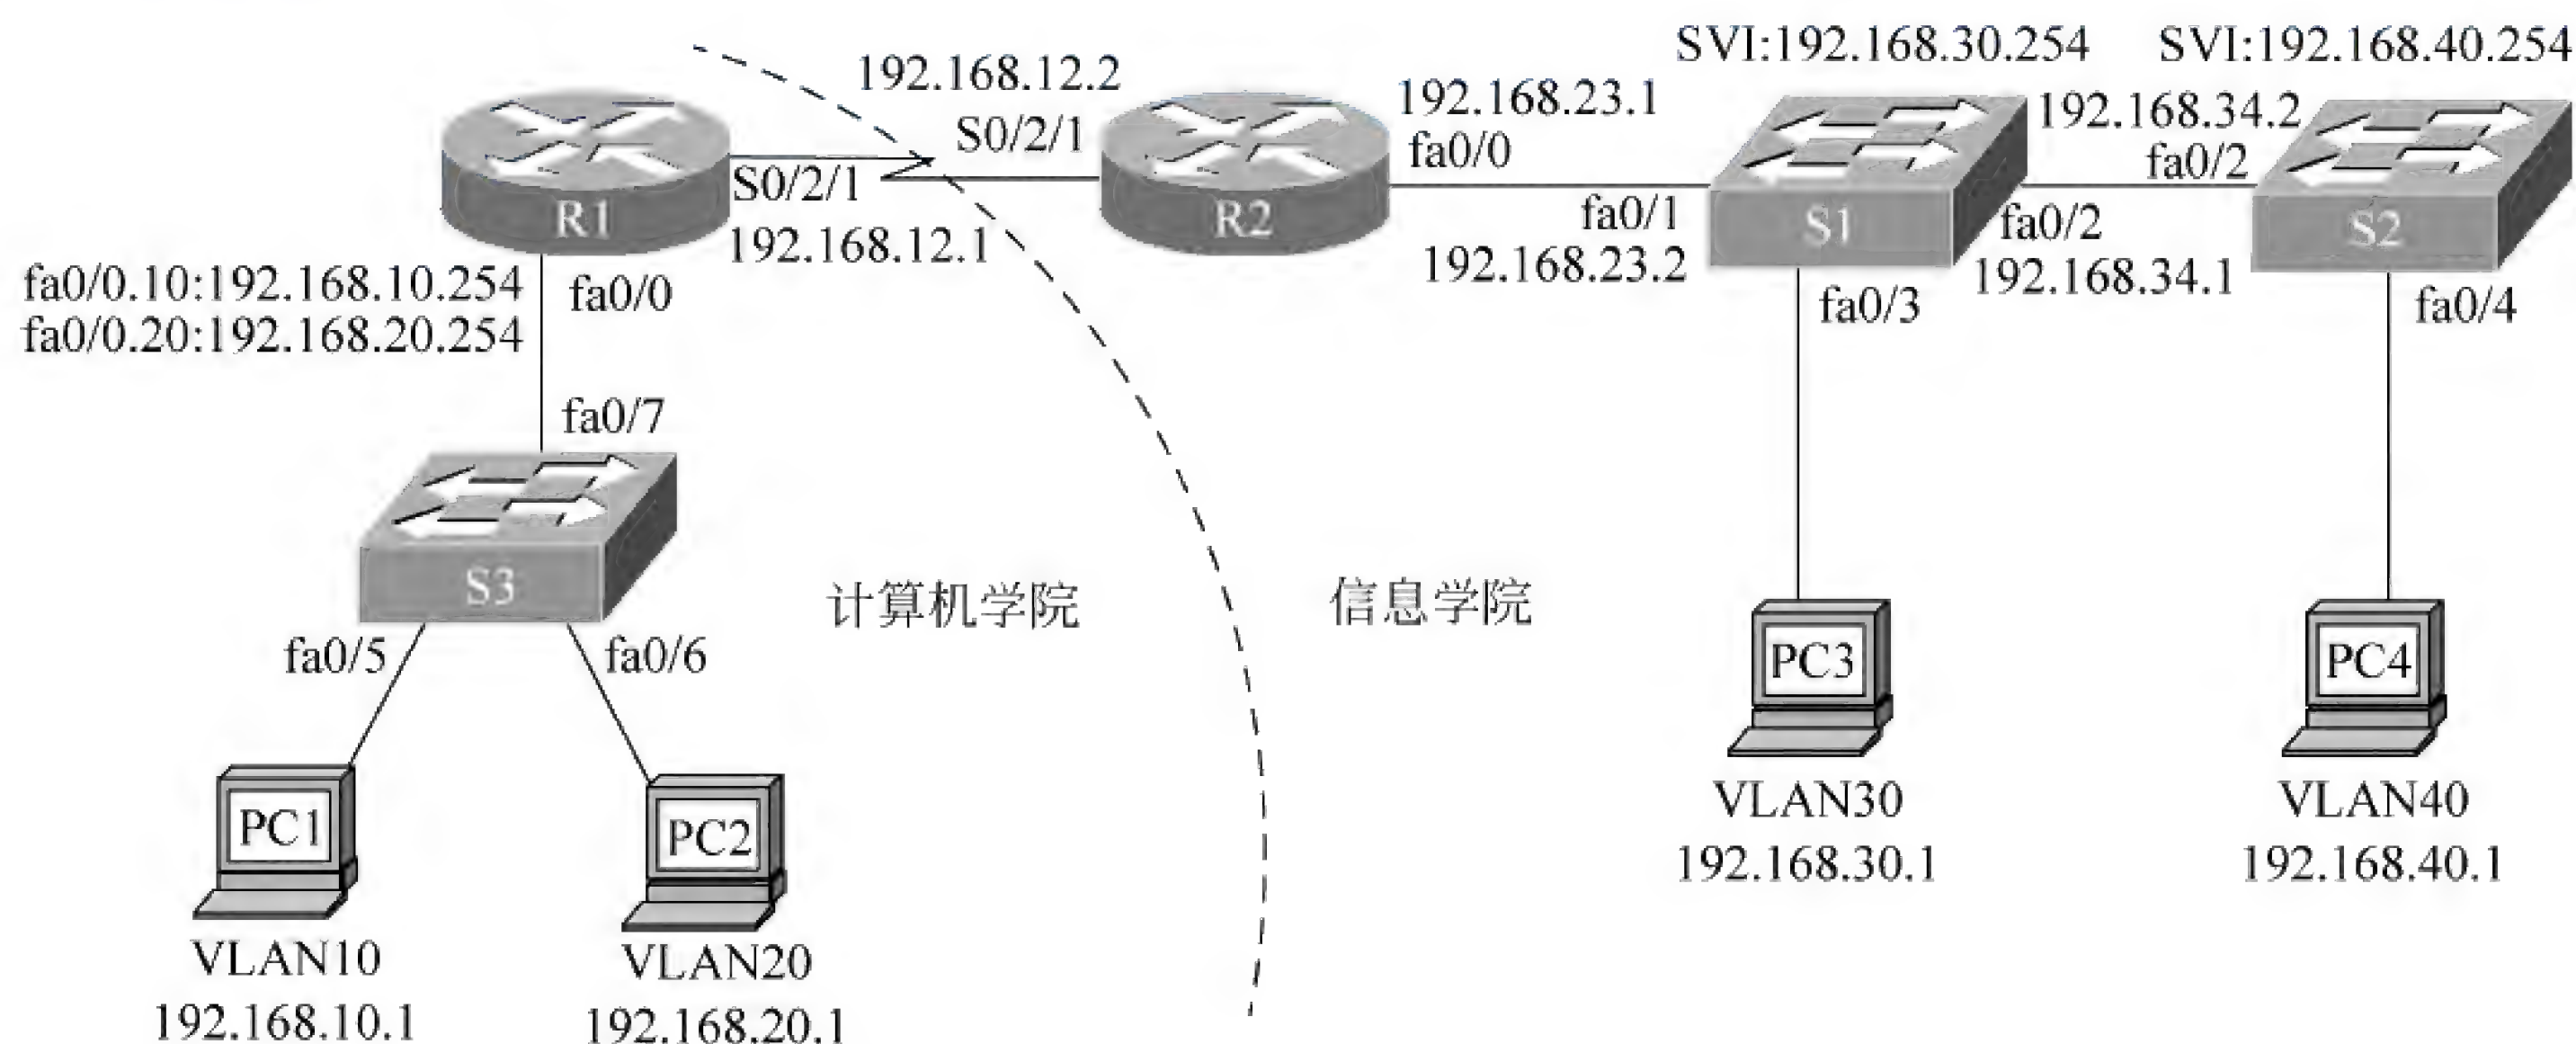 SVI:192.168.30.254
SVI:192.168.40.254
192.168.12.2
S0/2/1
192.168.23.1
fa0/0
192.168.34.2
fa0/2
R1
S0/2/1
192.168.12.1
R2
fa0/1
192.168.23.2
S1
fa0/2
192.168.34.1
S2
fa0/0.10:192.168.10.254
fa0/0.20:192.168.20.254
fa0/0
fa0/3
fa0/4
fa0/7
S3
计算机学院
信息学院
fa0/5
fa0/6
PC3
PC4
VLAN30
192.168.30.1
VLAN40
192.168.40.1
PC1
PC2
VLAN10
192.168.10.1
VLAN20
192.168.20.1